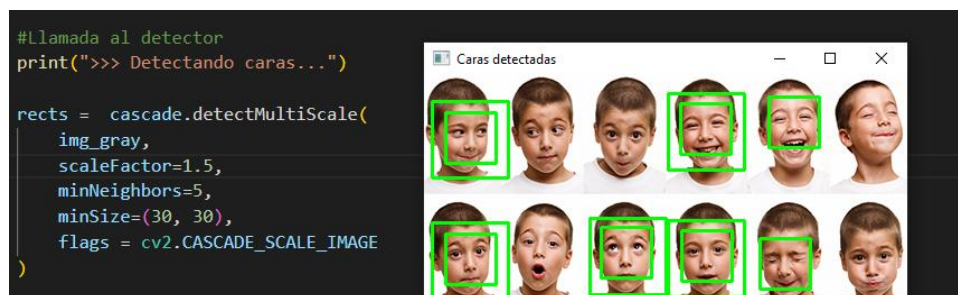 #Llamada al detector
print(">>> Detectando caras...")
rects =  cascade.detectMultiScale(
img_gray,
scaleFactor=1.5,
minNeighbors=5,
minSize=(30, 30),
flags = cv2.CASCADE_SCALE_IMAGE
)
Caras detectadas